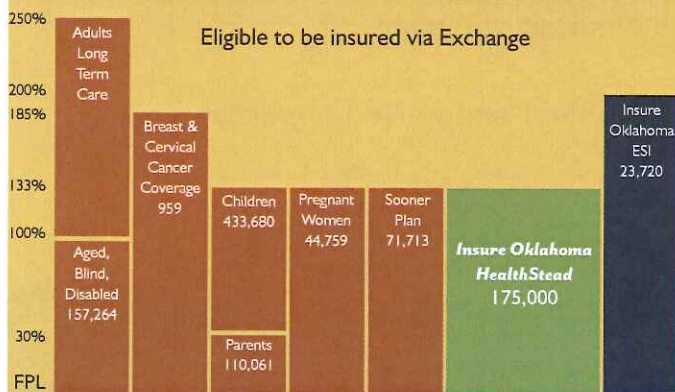 Eligible to be insured via Exchange
250%
200%
185%
133%
100%
30%
FPL
Adults
Long
Term
Care
Aged,
Blind,
Disabled
157,264
Breast &
Cervical
Cancer
Coverage
959
Children
433,680
Parents
110,061
Pregnant
Women
44,759
Sooner
Plan
71,713
Insure Oklahoma
HealthStead
175,000
Insure
Oklahoma
ESI
23,720